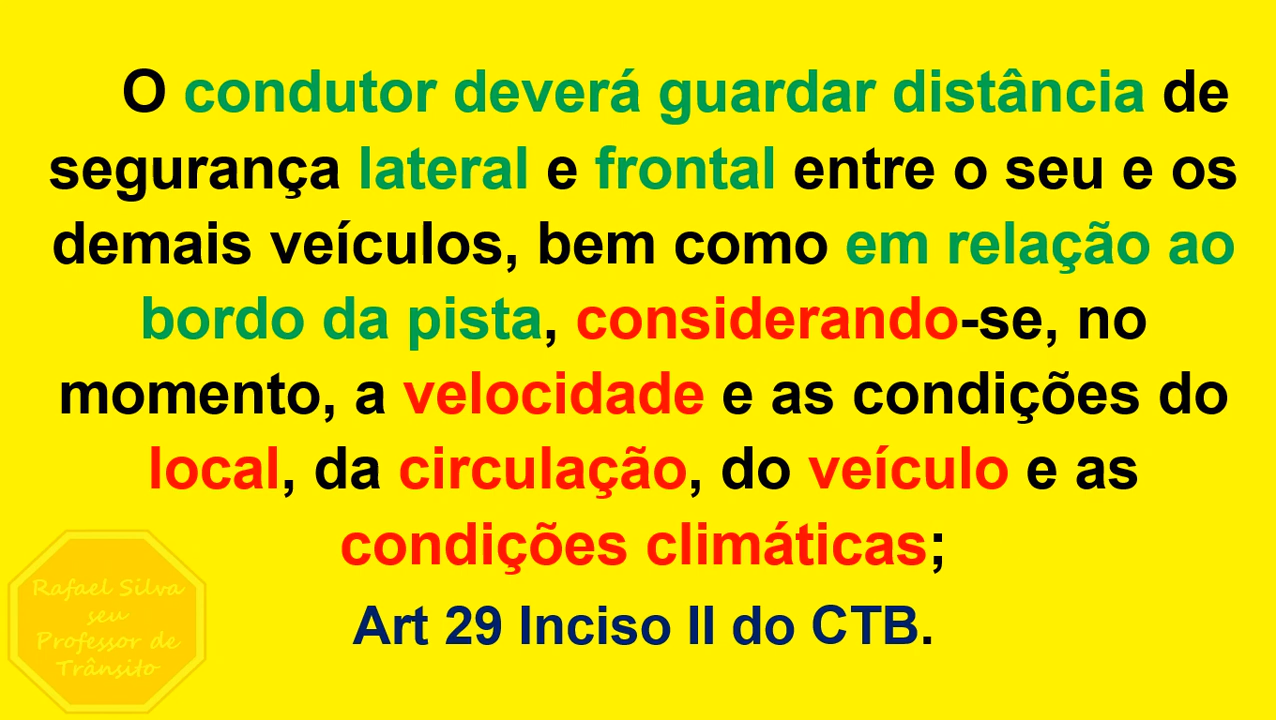 O condutor deverá guardar distância de
segurança lateral e frontal entre o seu e os
demais veículos, bem como em relação ao
bordo da pista, considerando-se, no
momento, a velocidade e as condições do
local, da circulação, do veículo e as
condições climáticas;
Art 29 Inciso II do CTB.
Rafael Silva
seu
Professor de
Trânsito